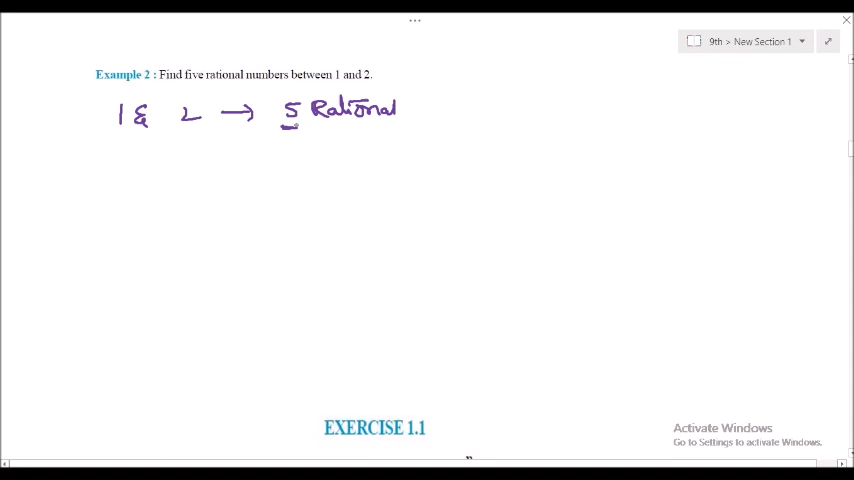 9th > New Section 1
Example 2 : Find five rational numbers between 1 and 2.
1 & 2 → 5 Rational
EXERCISE 1.1
Activate Windows
Go to Settings to activate Windows.